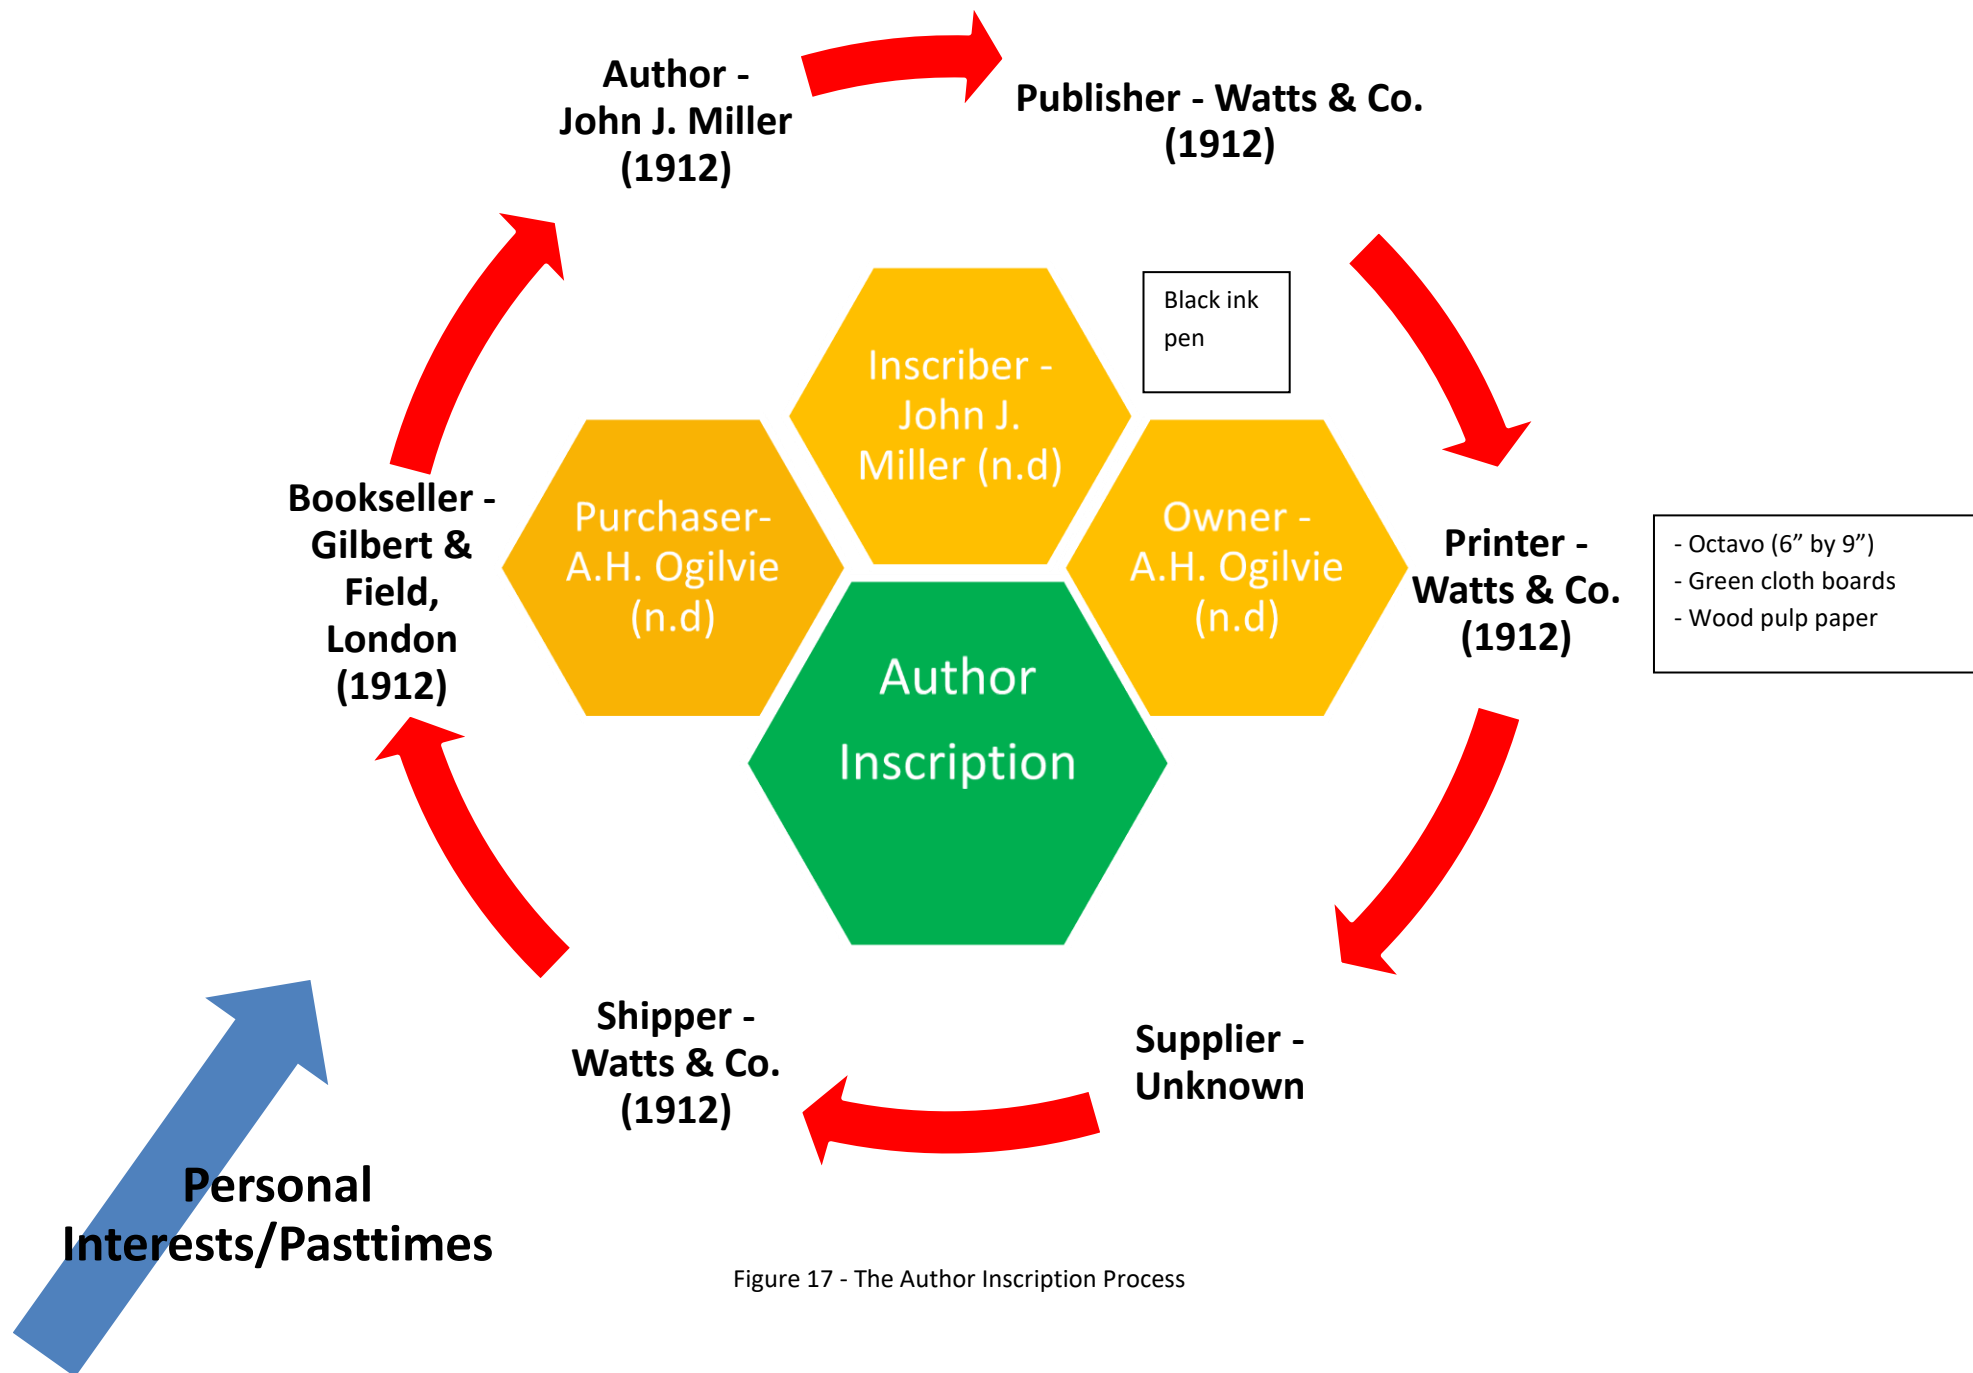 Author -
John J. Miller
(1912)
Publisher - Watts & Co.
(1912)
Black ink
pen
Inscriber -
John J.
Miller (n.d)
Purchaser-
A.H. Ogilvie
(n.d)
Owner -
A.H. Ogilvie
(n.d)
Bookseller -
Gilbert &
Field,
London
(1912)
Printer -
Watts & Co.
(1912)
- Octavo (6” by 9”)
- Green cloth boards
- Wood pulp paper
Author
Inscription
Shipper -
Watts & Co.
(1912)
Supplier -
Unknown
Personal
Interests/Pasttimes
Figure 17 - The Author Inscription Process